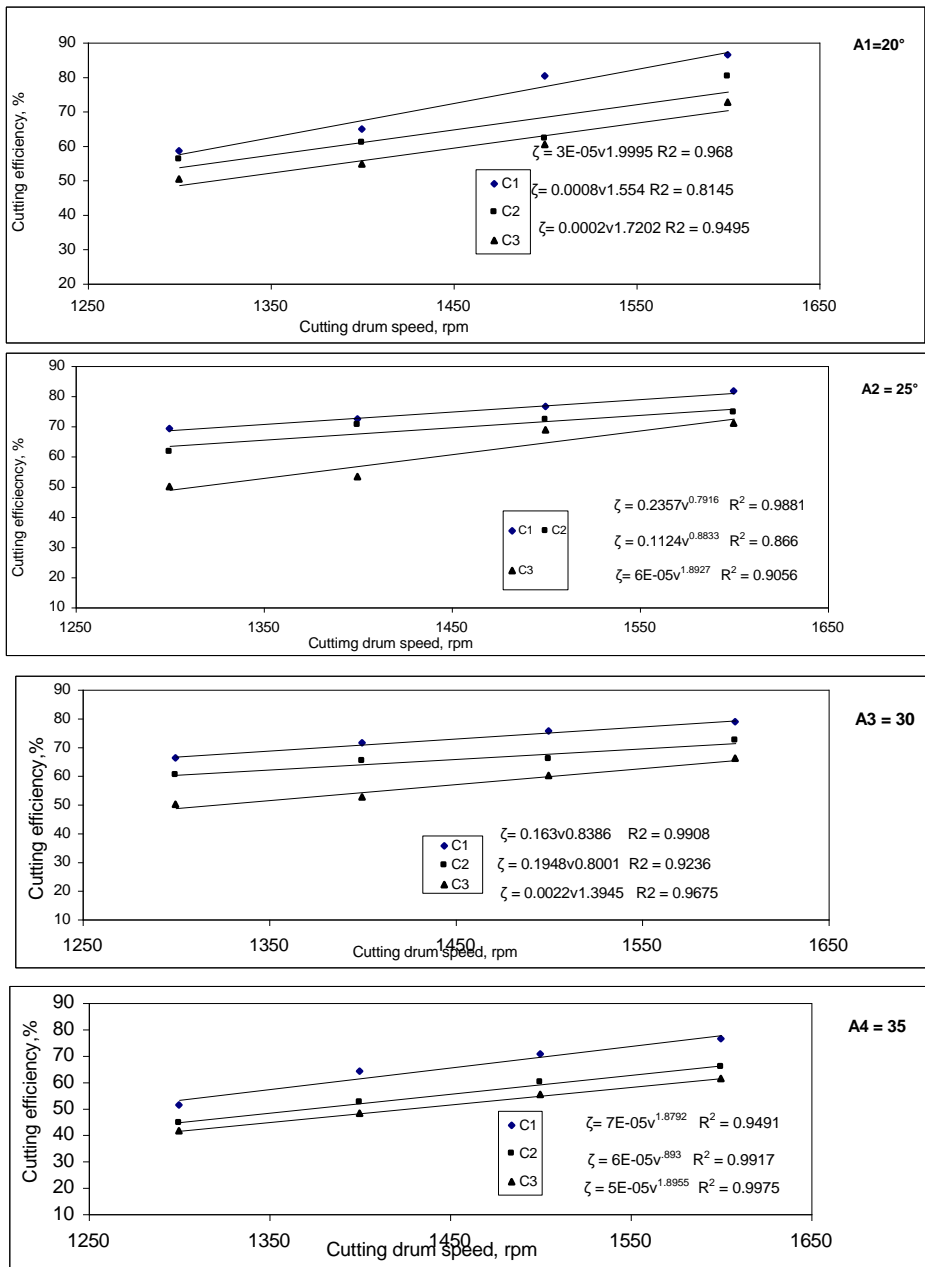 A1=20°
Cutting efficiency, %
90
80
70
60
50
40
30
20
ζ = 3E-05v1.9995 R2 = 0.968
C1
ζ= 0.0008v1.554 R2 = 0.8145
C2
ζ= 0.0002v1.7202 R2 = 0.9495
C3
1250 1350 1450 1550 1650
Cutting drum speed, rpm
A2 = 25°
Cutting efficiecncy, %
90
80
70
60
50
40
30
20
10
ζ = 0.2357v0.7916 R2 = 0.9881
C1 C2
ζ = 0.1124v0.8833 R2 = 0.866
C3
ζ= 6E-05v1.8927 R2 = 0.9056
1250 1350 1450 1550 1650
Cuttimg drum speed, rpm
A3 = 30
Cutting efficiency,%
90
80
70
60
50
40
30
20
10
C1
ζ= 0.163v0.8386 R2 = 0.9908
C2
ζ= 0.1948v0.8001 R2 = 0.9236
C3
ζ= 0.0022v1.3945 R2 = 0.9675
1250 1350 1450 1550 1650
Cutting drum speed, rpm
A4 = 35
Cutting efficiency,%
90
80
70
60
50
40
30
20
10
C1
ζ= 7E-05v1.8792 R2 = 0.9491
C2
ζ = 6E-05v.893 R2 = 0.9917
C3
ζ = 5E-05v1.8955 R2 = 0.9975
1250 1350 1450 1550 1650
Cutting drum speed, rpm